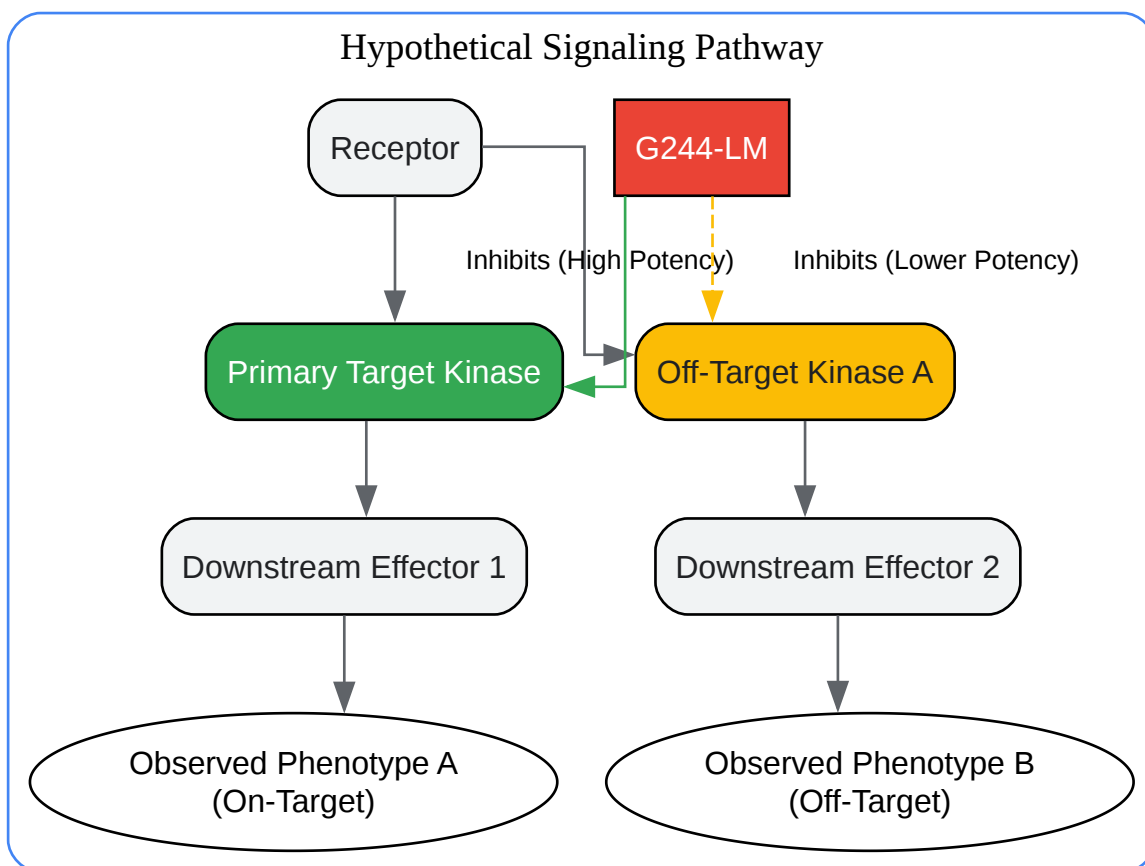 Hypothetical Signaling Pathway
Receptor
G244-LM
Inhibits (High Potency)
Inhibits (Lower Potency)
Primary Target Kinase
Off-Target Kinase A
Downstream Effector 1
Downstream Effector 2
Observed Phenotype A
(On-Target)
Observed Phenotype B
(Off-Target)